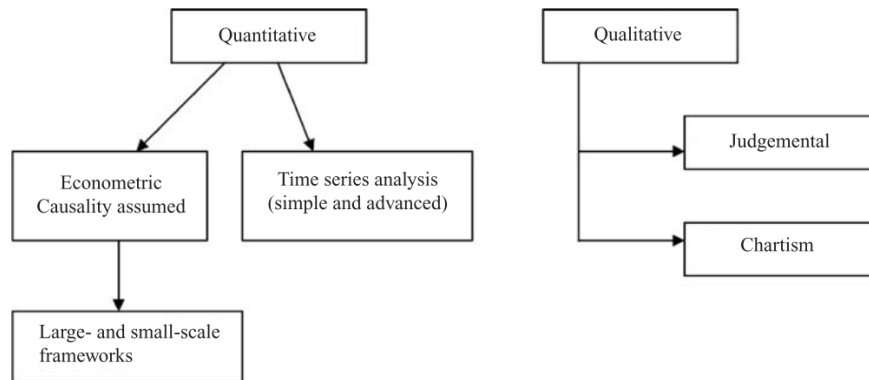 Quantitative
Qualitative
Judgemental
Econometric
Causality assumed
Time series analysis
(simple and advanced)
Chartism
Large- and small-scale
frameworks